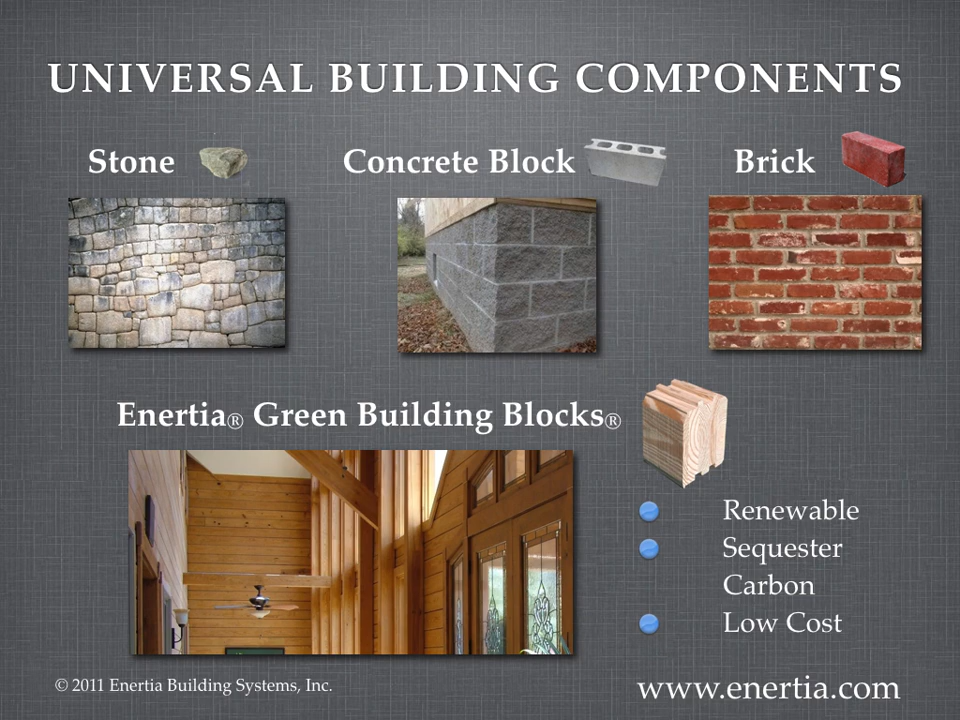 UNIVERSAL BUILDING COMPONENTS
Stone
Concrete Block
Brick
Enertia® Green Building Blocks®
Renewable
Sequester
Carbon
Low Cost
© 2011 Enertia Building Systems, Inc.
www.enertia.com